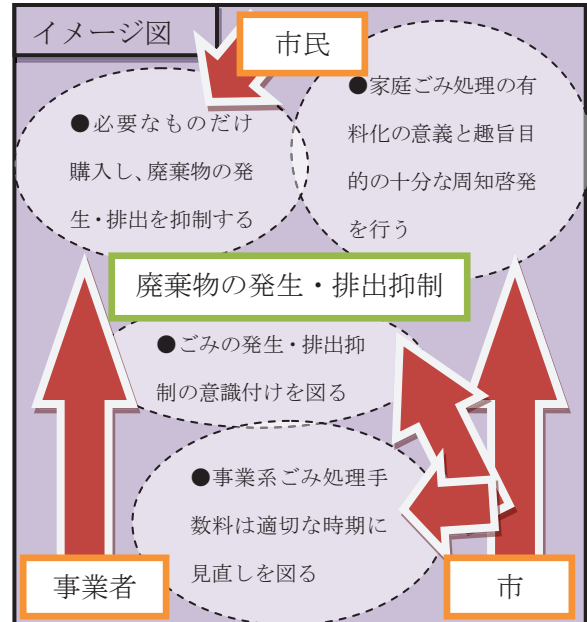 イメージ図
市民
●必要なものだけ
購入し、廃棄物の発
生・排出を抑制する
●家庭ごみ処理の有
料化の意義と趣旨目
的の十分な周知啓発
を行う
廃棄物の発生・排出抑制
●ごみの発生・排出抑
制の意識付けを図る
●事業系ごみ処理手
数料は適切な時期に
見直しを図る
事業者
市